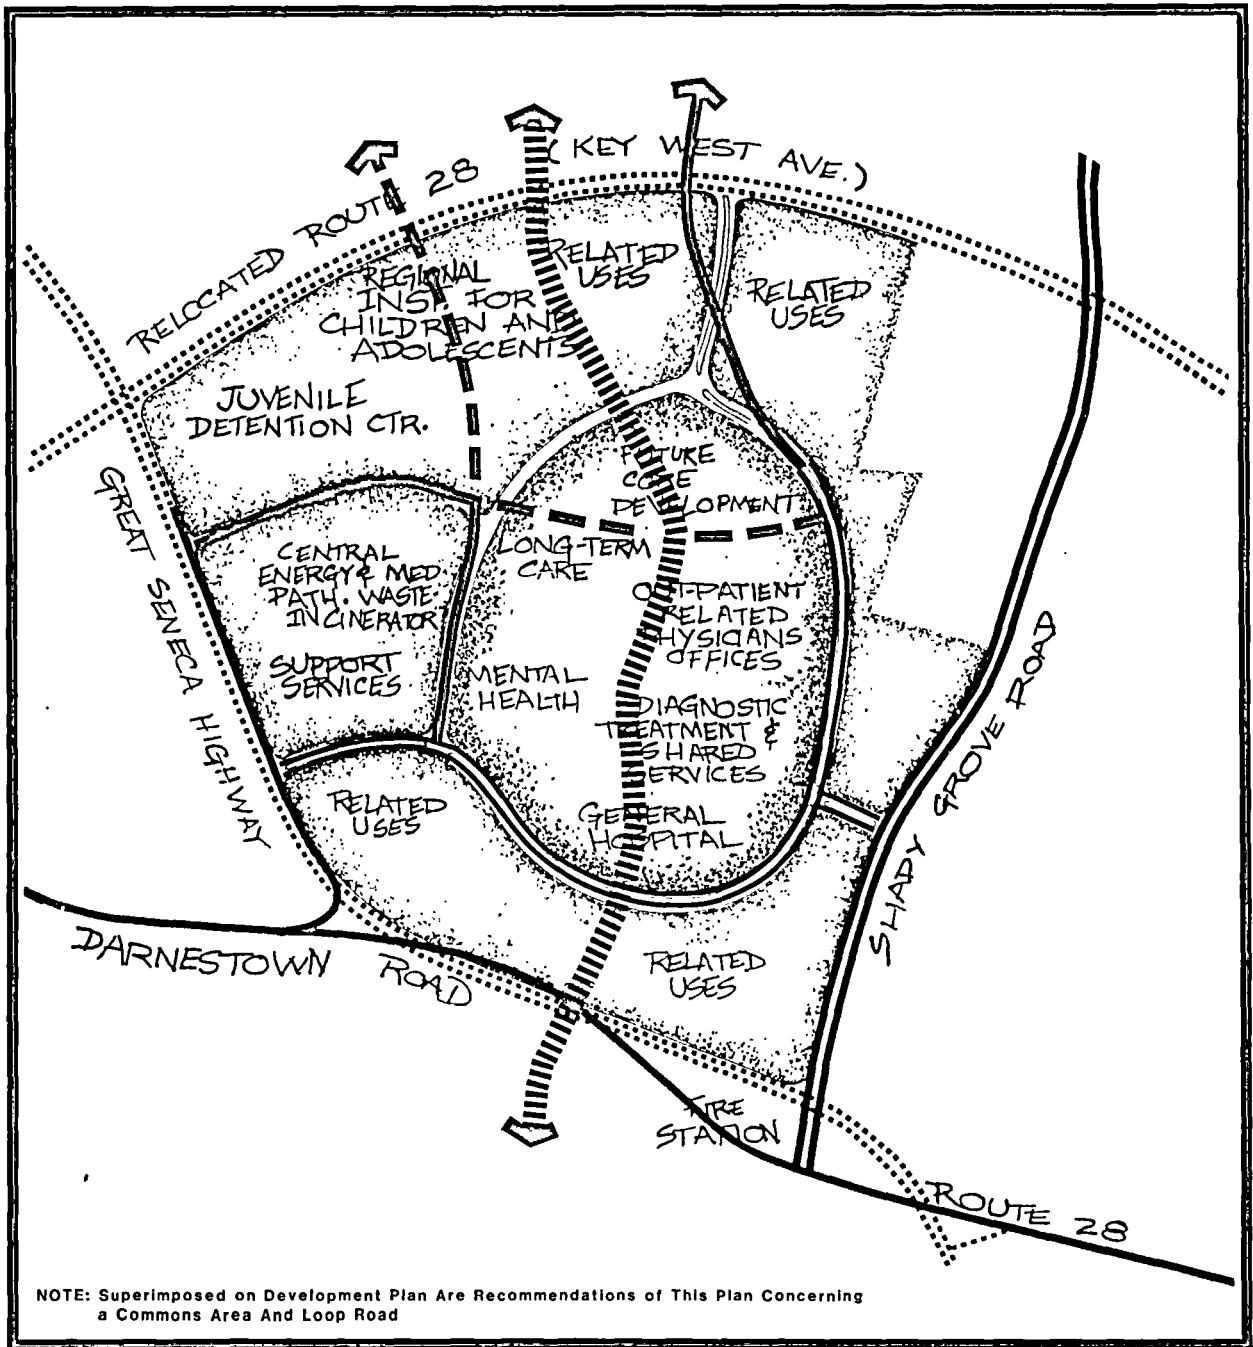 ( KEY WEST AVE.)
RELOCATED ROUTE 28
RELATED
USES
REGIONAL
INST. FOR
CHILDREN AND
ADOLESCENTS
RELATED
USES
JUVENILE
DETENTION CTR.
FUTURE
CORE
DEVELOPMENT
GREAT SENECA HIGHWAY
CENTRAL
ENERGY & MED.
PATH. WASTE
INCINERATOR
LONG-TERM
CARE
OUT-PATIENT
RELATED
PHYSICIANS
OFFICES
SUPPORT
SERVICES
MENTAL
HEALTH
DIAGNOSTIC
TREATMENT &
SHARED
SERVICES
SHADY GROVE ROAD
RELATED
USES
GENERAL
HOSPITAL
DARNESTOWN ROAD
RELATED
USES
FIRE
STATION
ROUTE 28
NOTE: Superimposed on Development Plan Are Recommendations of This Plan Concerning
a Commons Area And Loop Road